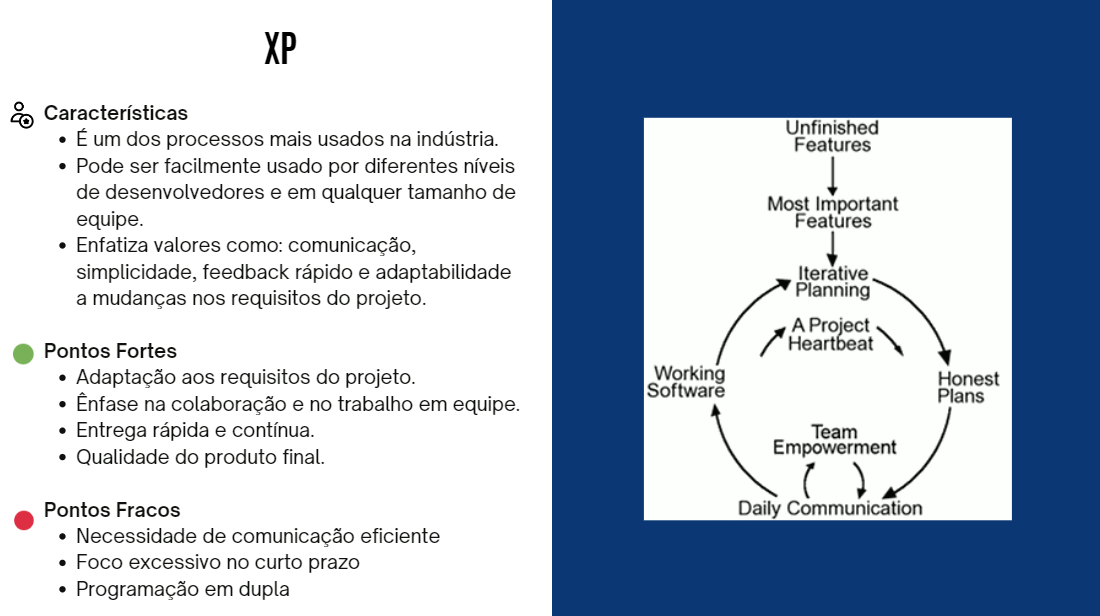 XP
Características
• É um dos processos mais usados na indústria.
• Pode ser facilmente usado por diferentes níveis
de desenvolvedores e em qualquer tamanho de
equipe.
• Enfatiza valores como: comunicação,
simplicidade, feedback rápido e adaptabilidade
a mudanças nos requisitos do projeto.
Pontos Fortes
• Adaptação aos requisitos do projeto.
• Ênfase na colaboração e no trabalho em equipe.
• Entrega rápida e contínua.
• Qualidade do produto final.
Pontos Fracos
• Necessidade de comunicação eficiente
• Foco excessivo no curto prazo
• Programação em dupla
Unfinished
Features
Most Important
Features
Iterative
Planning
A Project
Heartbeat
Working
Software
Honest
Plans
Team
Empowerment
Daily Communication